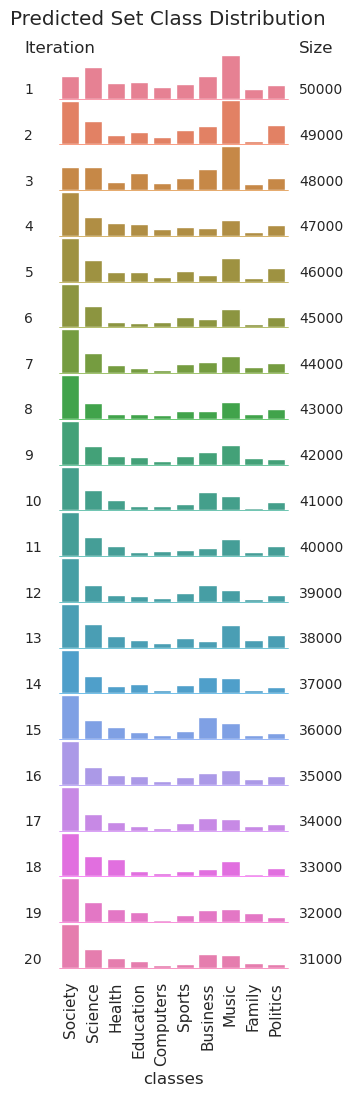 Predicted Set Class Distribution
Iteration Size
1 50000
2 49000
3 48000
4 47000
5 46000
6 45000
7 44000
8 43000
9 42000
10 41000
11 40000
12 39000
13 38000
14 37000
15 36000
16 35000
17 34000
18 33000
19 32000
20 31000
Society
Science
Health
Education
Computers
Sports
Business
Music
Family
Politics
classes